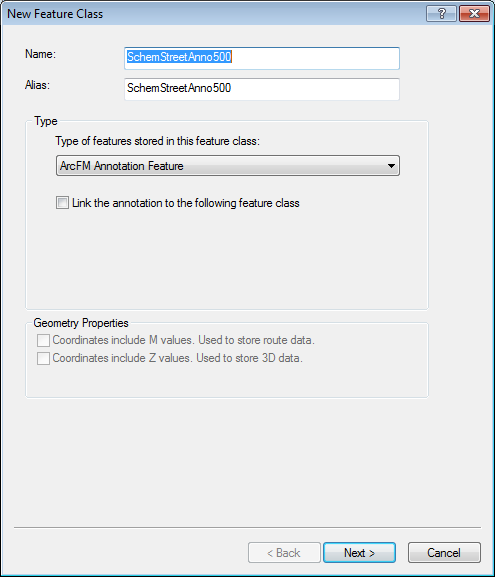 New Feature Class
?
Name:
SchemStreetAnno500
Alias:
SchemStreetAnno500
Type
Type of features stored in this feature class:
ArcFM Annotation Feature
Link the annotation to the following feature class
Geometry Properties
Coordinates include M values. Used to store route data.
Coordinates include Z values. Used to store 3D data.
< Back
Next >
Cancel